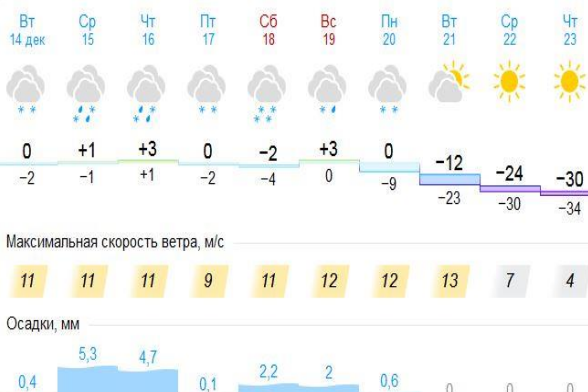 Вт Ср Чт Пт Сб Вс Пн Вт Ср Чт
14 дек 15 16 17 18 19 20 21 22 23
0 +1 +3 0 −2 +3 0 −12 −24 −30
−2 −1 +1 −2 −4 0 −9 −23 −30 −34
Максимальная скорость ветра, м/с
11 11 11 9 11 12 12 13 7 4
Осадки, мм
0,4 5,3 4,7 0,1 2,2 2 0,6 0 0 0